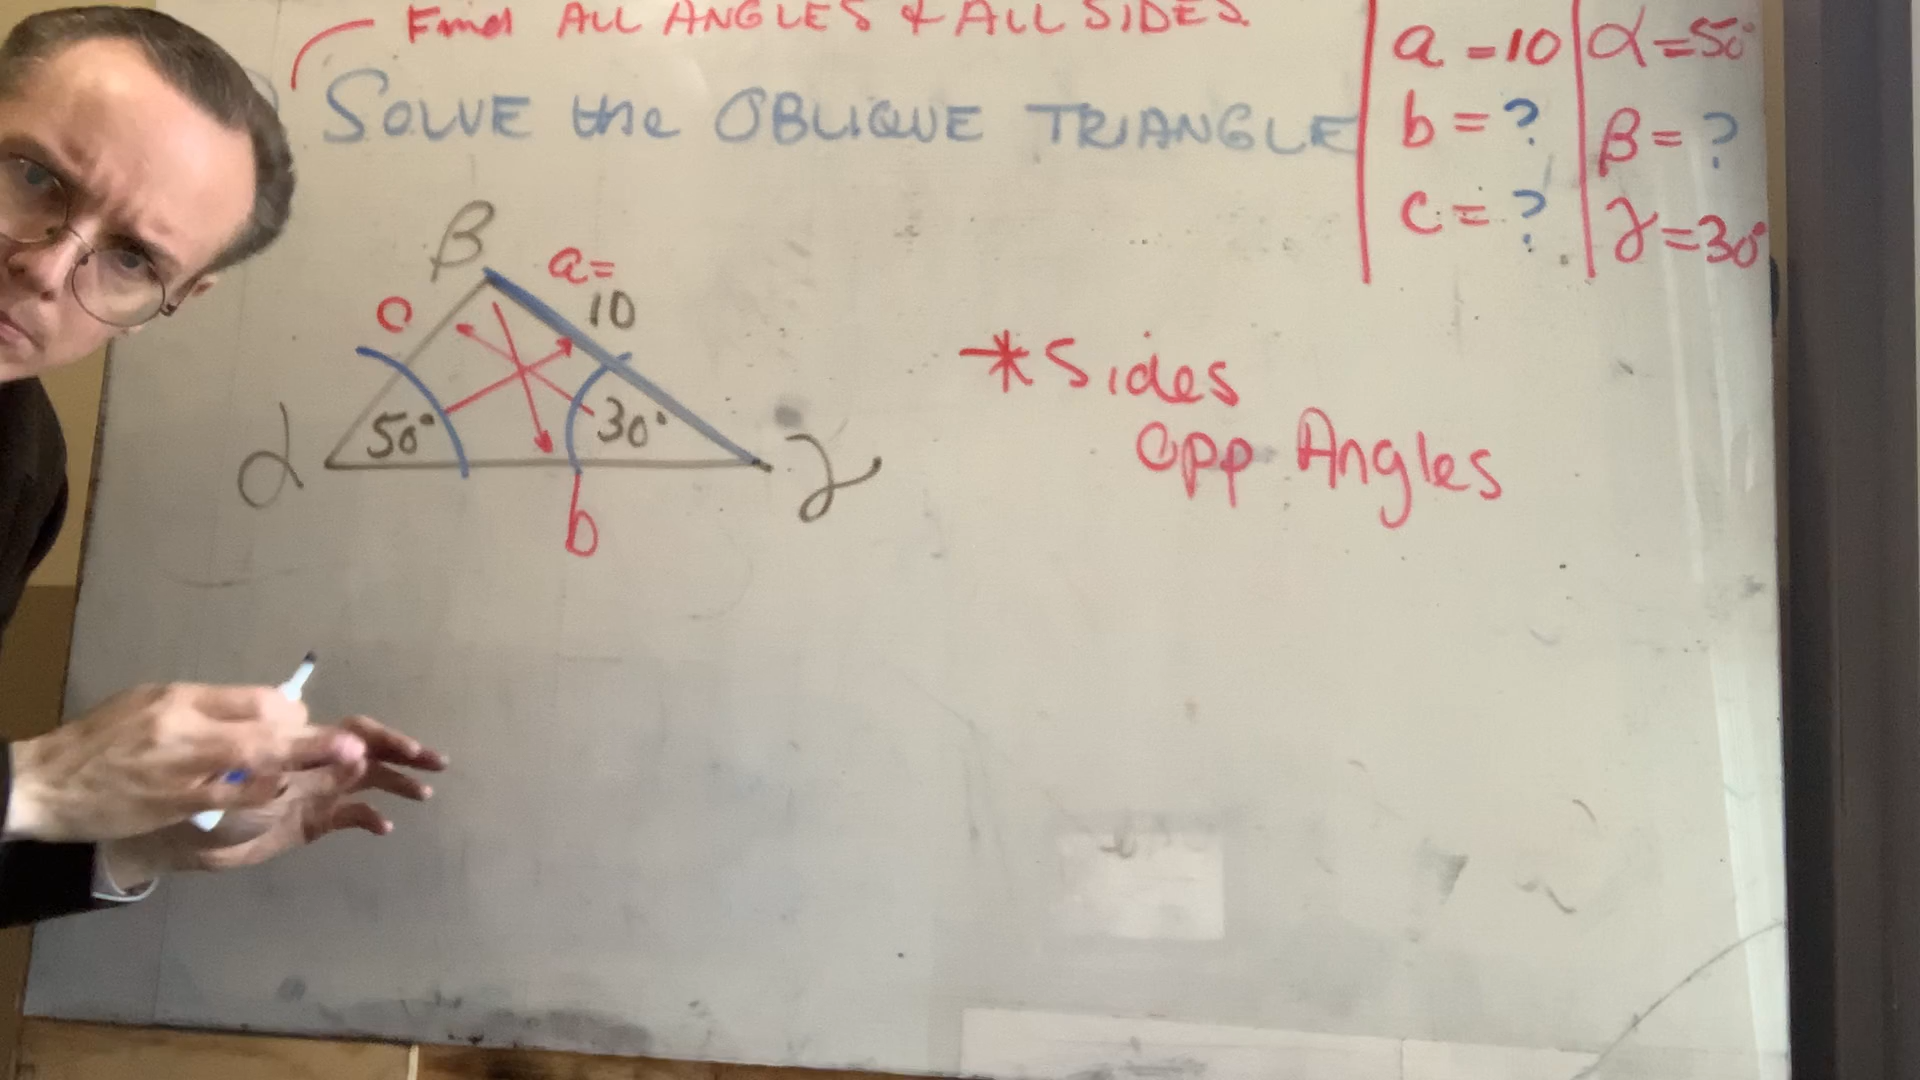 Find ALL ANGLES & ALL SIDES.
SOLVE the OBLIQUE TRIANGLE
a = 10
b = ?
c = ?
α = 50°
β = ?
γ = 30°
β
a =
10
c
50°
30°
α
γ
b
* Sides
Opp Angles